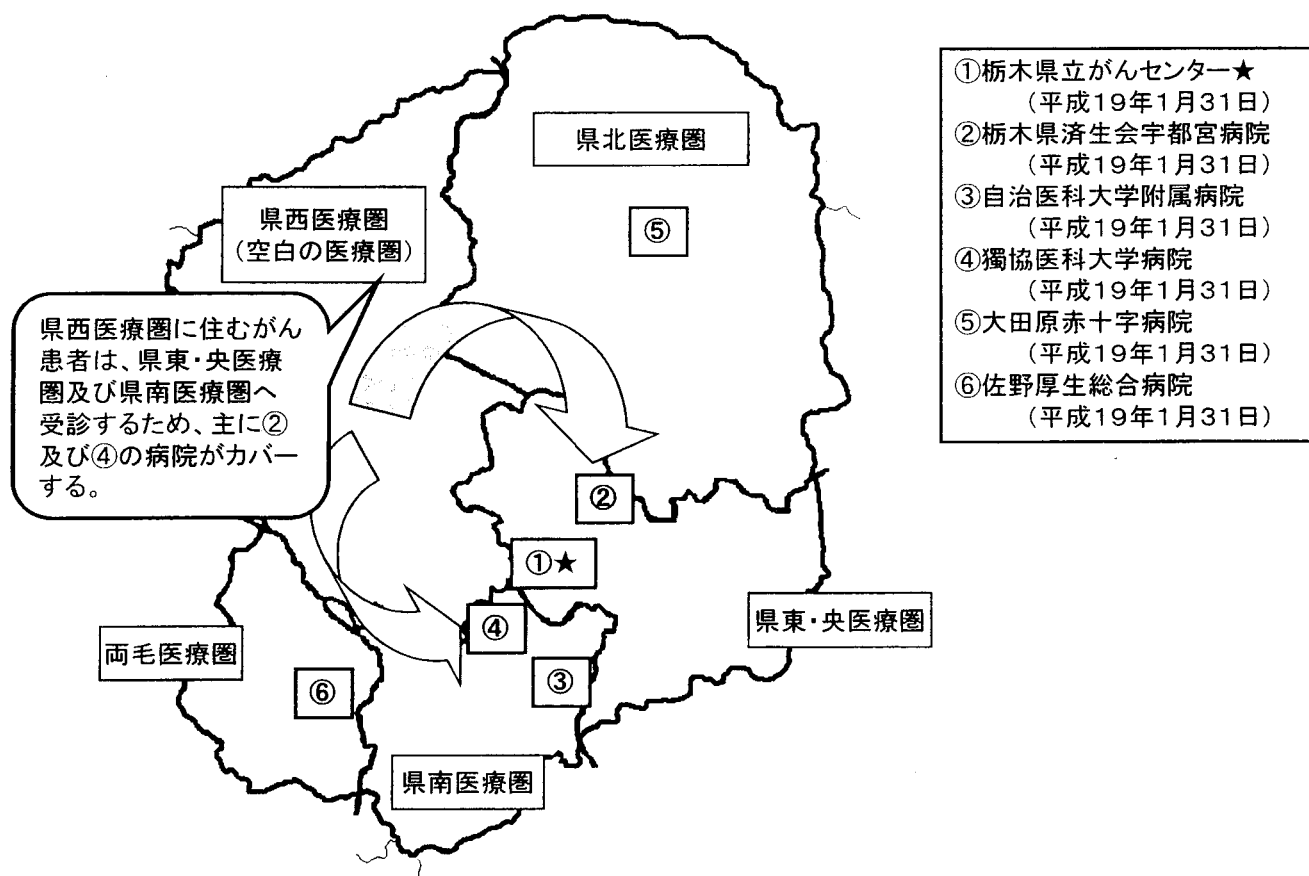 ①栃木県立がんセンター★
(平成19年1月31日)
②栃木県済生会宇都宮病院
(平成19年1月31日)
③自治医科大学附属病院
(平成19年1月31日)
④獨協医科大学病院
(平成19年1月31日)
⑤大田原赤十字病院
(平成19年1月31日)
⑥佐野厚生総合病院
(平成19年1月31日)
県北医療圏
県西医療圏
(空白の医療圏)
⑤
県西医療圏に住むがん
患者は、県東・央医療
圏及び県南医療圏へ
受診するため、主に②
及び④の病院がカバー
する。
②
①★
④
県東・央医療圏
両毛医療圏
⑥
③
県南医療圏